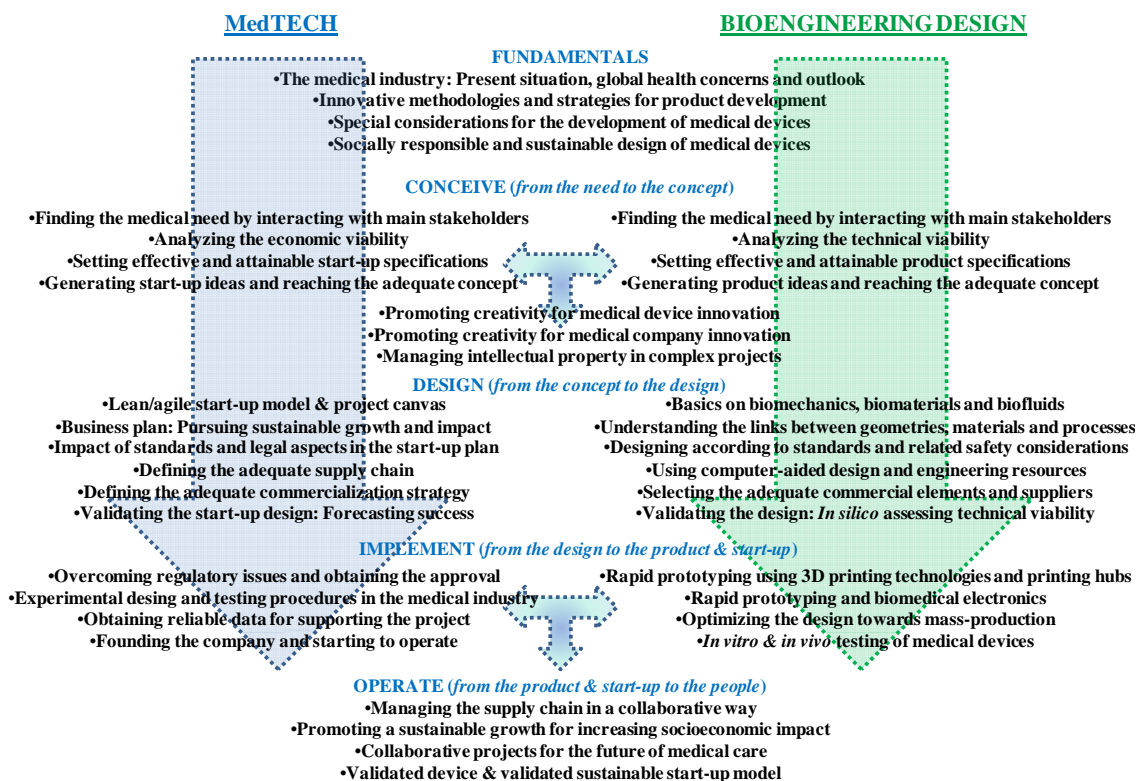 MedTECH
BIOENGINEERING DESIGN
FUNDAMENTALS
•The medical industry: Present situation, global health concerns and outlook
•Innovative methodologies and strategies for product development
•Special considerations for the development of medical devices
•Socially responsible and sustainable design of medical devices
CONCEIVE (from the need to the concept)
•Finding the medical need by interacting with main stakeholders
•Analyzing the economic viability
•Setting effective and attainable start-up specifications
•Generating start-up ideas and reaching the adequate concept
•Finding the medical need by interacting with main stakeholders
•Analyzing the technical viability
•Setting effective and attainable product specifications
•Generating product ideas and reaching the adequate concept
•Promoting creativity for medical device innovation
•Promoting creativity for medical company innovation
•Managing intellectual property in complex projects
DESIGN (from the concept to the design)
•Lean/agile start-up model & project canvas
•Business plan: Pursuing sustainable growth and impact
•Impact of standards and legal aspects in the start-up plan
•Defining the adequate supply chain
•Defining the adequate commercialization strategy
•Validating the start-up design: Forecasting success
•Basics on biomechanics, biomaterials and biofluids
•Understanding the links between geometries, materials and processes
•Designing according to standards and related safety considerations
•Using computer-aided design and engineering resources
•Selecting the adequate commercial elements and suppliers
•Validating the design: In silico assessing technical viability
IMPLEMENT (from the design to the product & start-up)
•Overcoming regulatory issues and obtaining the approval
•Experimental desing and testing procedures in the medical industry
•Obtaining reliable data for supporting the project
•Founding the company and starting to operate
•Rapid prototyping using 3D printing technologies and printing hubs
•Rapid prototyping and biomedical electronics
•Optimizing the design towards mass-production
•In vitro & in vivo testing of medical devices
OPERATE (from the product & start-up to the people)
•Managing the supply chain in a collaborative way
•Promoting a sustainable growth for increasing socioeconomic impact
•Collaborative projects for the future of medical care
•Validated device & validated sustainable start-up model